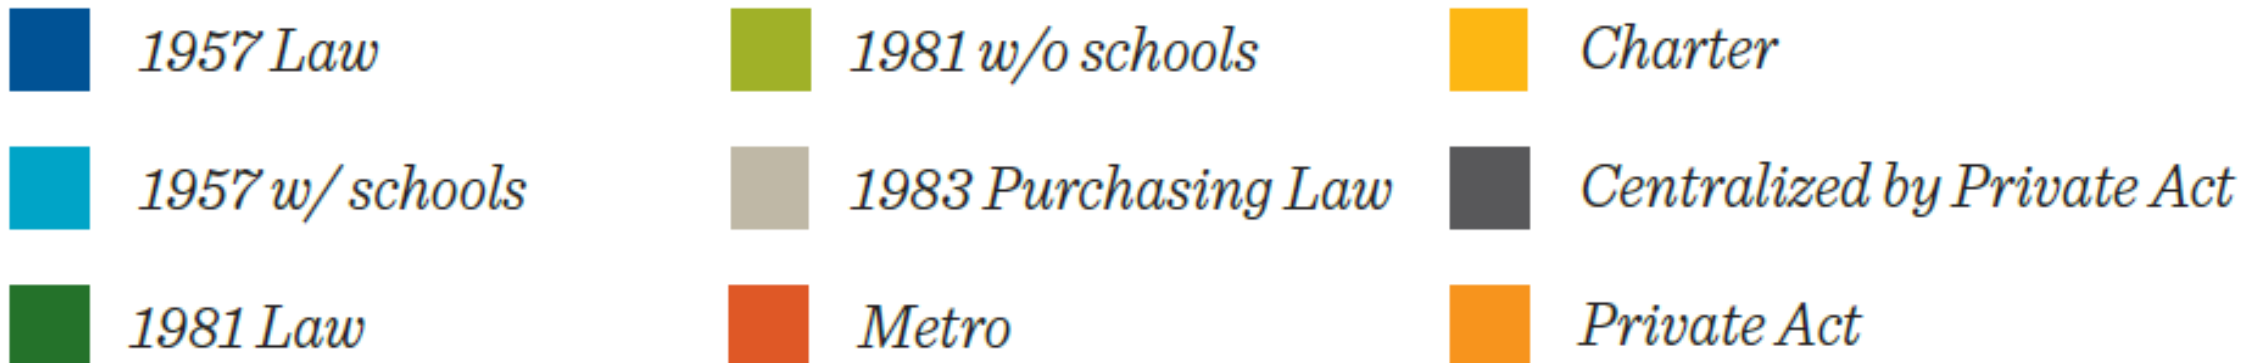 1957 Law
1957 w/ schools
1981 Law
1981 w/o schools
1983 Purchasing Law
Metro
Charter
Centralized by Private Act
Private Act